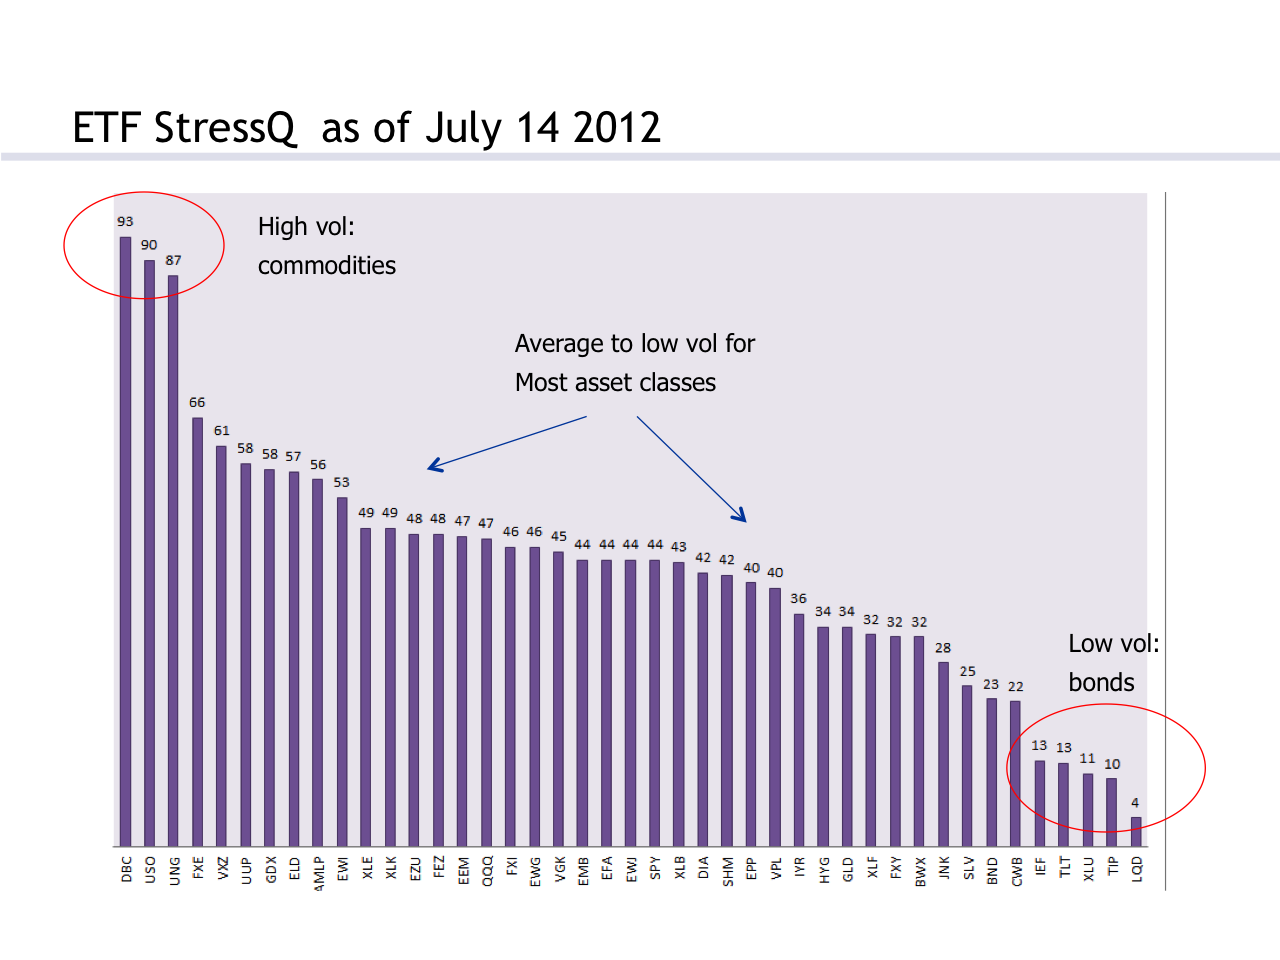 ETF StressQ as of July 14 2012
High vol:
commodities
Average to low vol for
Most asset classes
Low vol:
bonds
93 90 87 66 61 58 58 57 56 53 49 49 48 48 47 47 46 46 45 44 44 44 44 43 42 42 40 40 36 34 34 32 32 32 28 25 23 22 13 13 11 10 4
DBC USO UNG FXE VXZ UUP GDX ELD AMLP EWI XLE XLK EZU FEZ EEM QQQ FXI EWG VGK EMB EFA EWJ SPY XLB DIA SHM EPP VPL IYR HYG GLD XLF FXY BWX JNK SLV BND CWB IEF TLT XLU TIP LQD